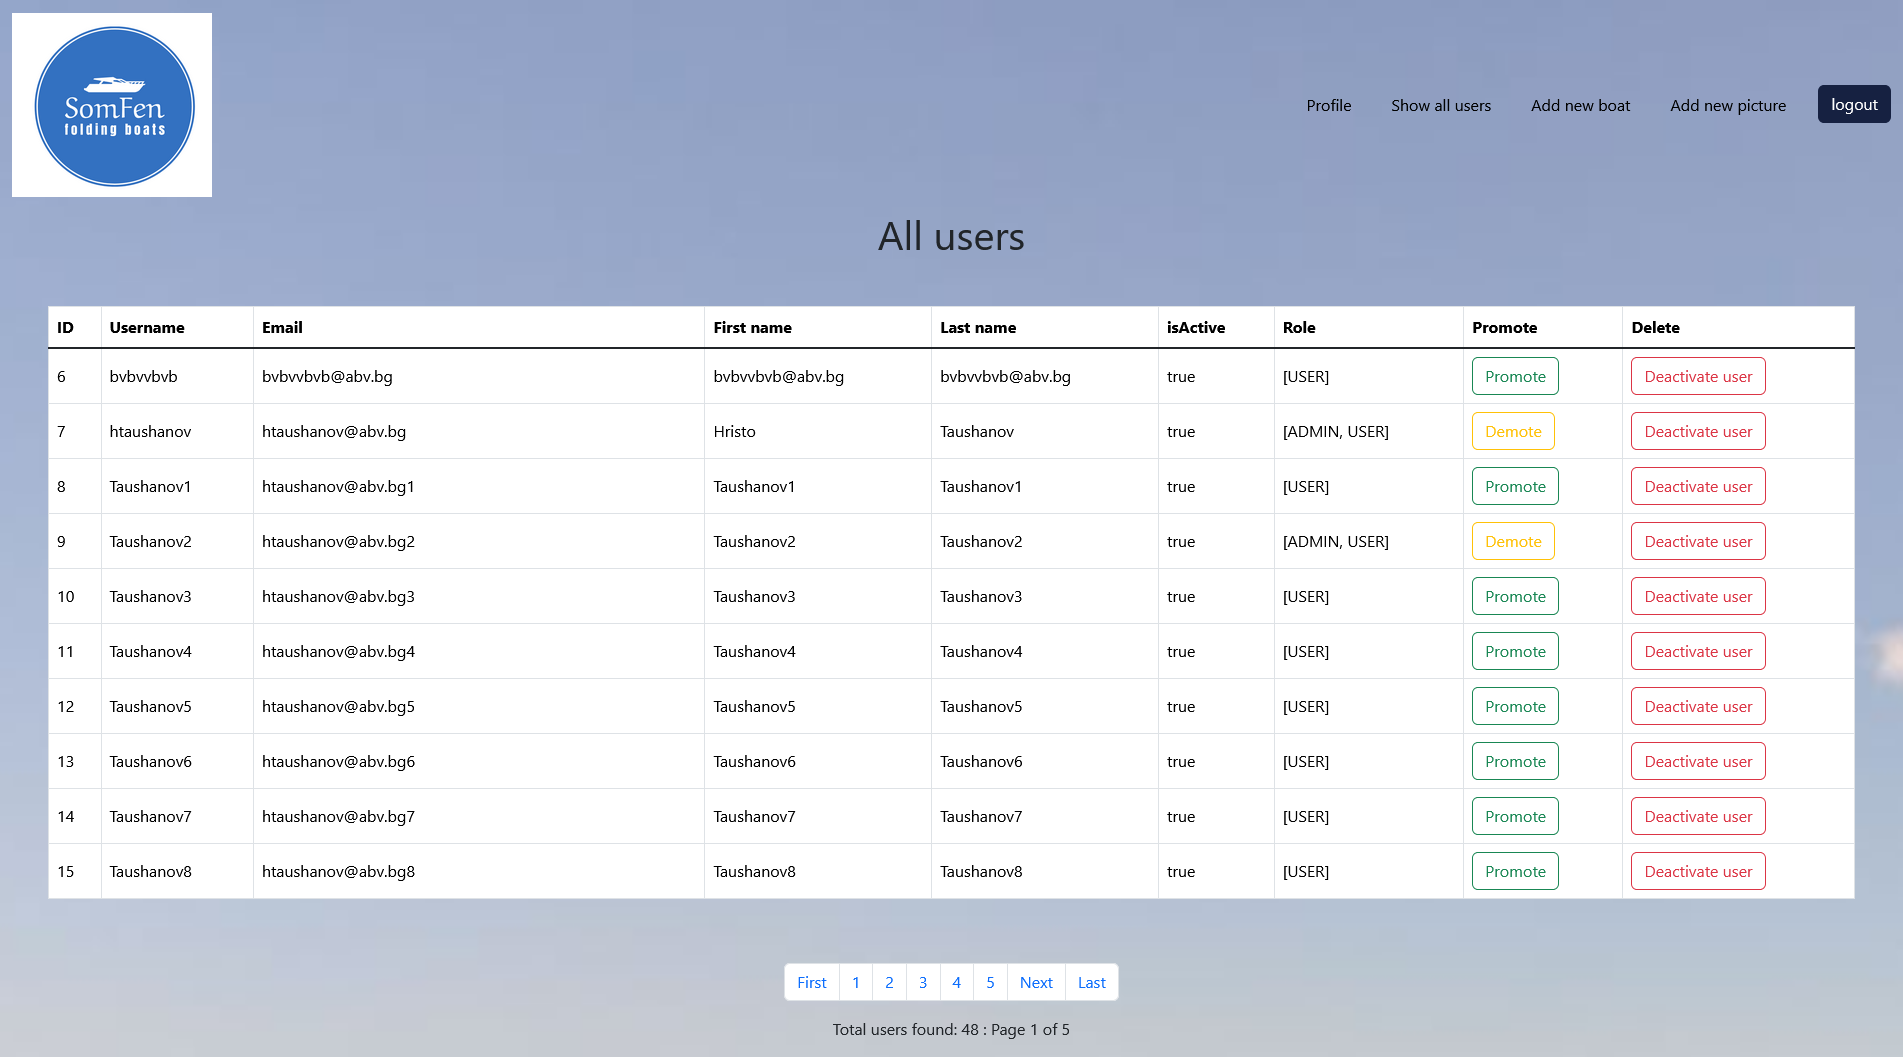 SomFen
folding boats
Profile Show all users Add new boat Add new picture logout
All users
ID Username Email First name Last name isActive Role Promote Delete
6 bvbvvbvb bvbvvbvb@abv.bg bvbvvbvb@abv.bg bvbvvbvb@abv.bg true [USER] Promote Deactivate user
7 htaushanov htaushanov@abv.bg Hristo Taushanov true [ADMIN, USER] Demote Deactivate user
8 Taushanov1 htaushanov@abv.bg1 Taushanov1 Taushanov1 true [USER] Promote Deactivate user
9 Taushanov2 htaushanov@abv.bg2 Taushanov2 Taushanov2 true [ADMIN, USER] Demote Deactivate user
10 Taushanov3 htaushanov@abv.bg3 Taushanov3 Taushanov3 true [USER] Promote Deactivate user
11 Taushanov4 htaushanov@abv.bg4 Taushanov4 Taushanov4 true [USER] Promote Deactivate user
12 Taushanov5 htaushanov@abv.bg5 Taushanov5 Taushanov5 true [USER] Promote Deactivate user
13 Taushanov6 htaushanov@abv.bg6 Taushanov6 Taushanov6 true [USER] Promote Deactivate user
14 Taushanov7 htaushanov@abv.bg7 Taushanov7 Taushanov7 true [USER] Promote Deactivate user
15 Taushanov8 htaushanov@abv.bg8 Taushanov8 Taushanov8 true [USER] Promote Deactivate user
First 1 2 3 4 5 Next Last
Total users found: 48 : Page 1 of 5